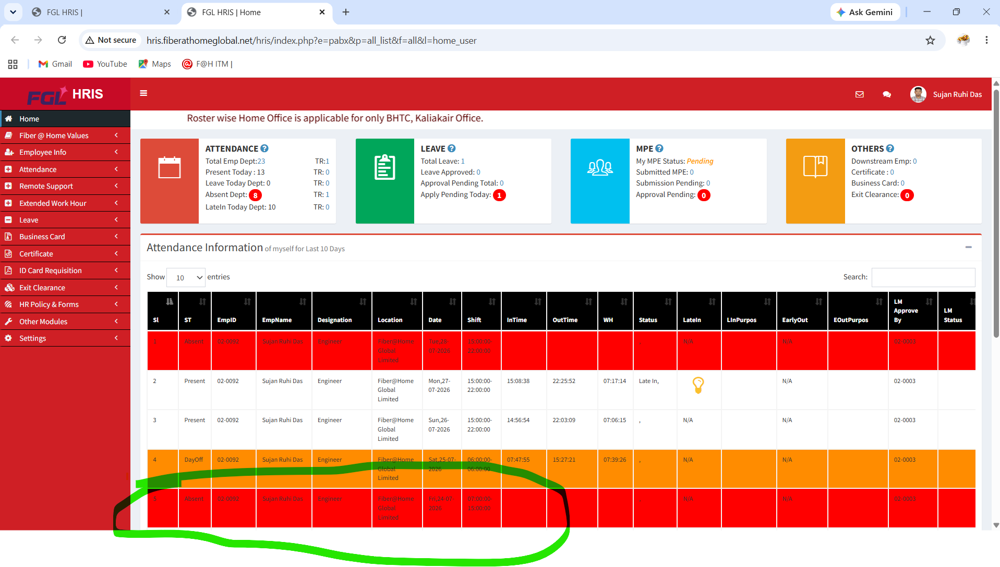 FGL HRIS |
FGL HRIS | Home
Ask Gemini
Not secure
hris.fiberathomeglobal.net/hris/index.php?e=pabx&p=all_list&f=all&l=home_user
Gmail
YouTube
Maps
F@H ITM |
FGL HRIS
Sujan Ruhi Das
Home
Fiber @ Home Values
Employee Info
Attendance
Remote Support
Extended Work Hour
Leave
Business Card
Certificate
ID Card Requisition
Exit Clearance
HR Policy & Forms
Other Modules
Settings
Roster wise Home Office is applicable for only BHTC, Kaliakair Office.
ATTENDANCE
Total Emp Dept:23 TR:1
Present Today : 13 TR: 0
Leave Today Dept: 0 TR: 0
Absent Dept: 8 TR: 1
LateIn Today Dept: 10 TR: 0
LEAVE
Total Leave: 1
Leave Approved: 0
Approval Pending Total: 0
Apply Pending Today: 1
MPE
My MPE Status: Pending
Submitted MPE: 0
Submission Pending: 0
Approval Pending: 0
OTHERS
Downstream Emp: 0
Certificate : 0
Business Card: 0
Exit Clearance: 0
Attendance Information of myself for Last 10 Days
Show 10 entries
Search:
Sl ST EmpID EmpName Designation Location Date Shift InTime OutTime WH Status LateIn LInPurpos EarlyOut EOutPurpos LM Approve By LM Status
1 Absent 02-0092 Sujan Ruhi Das Engineer Fiber@Home Global Limited Tue,28-07-2026 15:00:00-22:00:00 , N/A N/A 02-0003
2 Present 02-0092 Sujan Ruhi Das Engineer Fiber@Home Global Limited Mon,27-07-2026 15:00:00-22:00:00 15:08:38 22:25:52 07:17:14 Late In, N/A 02-0003
3 Present 02-0092 Sujan Ruhi Das Engineer Fiber@Home Global Limited Sun,26-07-2026 15:00:00-22:00:00 14:56:54 22:03:09 07:06:15 , N/A N/A 02-0003
4 DayOff 02-0092 Sujan Ruhi Das Engineer Fiber@Home Global Limited Sat,25-07-2026 06:00:00-06:00:00 07:47:55 15:27:21 07:39:26 , N/A N/A 02-0003
5 Absent 02-0092 Sujan Ruhi Das Engineer Fiber@Home Global Limited Fri,24-07-2026 07:00:00-15:00:00 , N/A N/A 02-0003